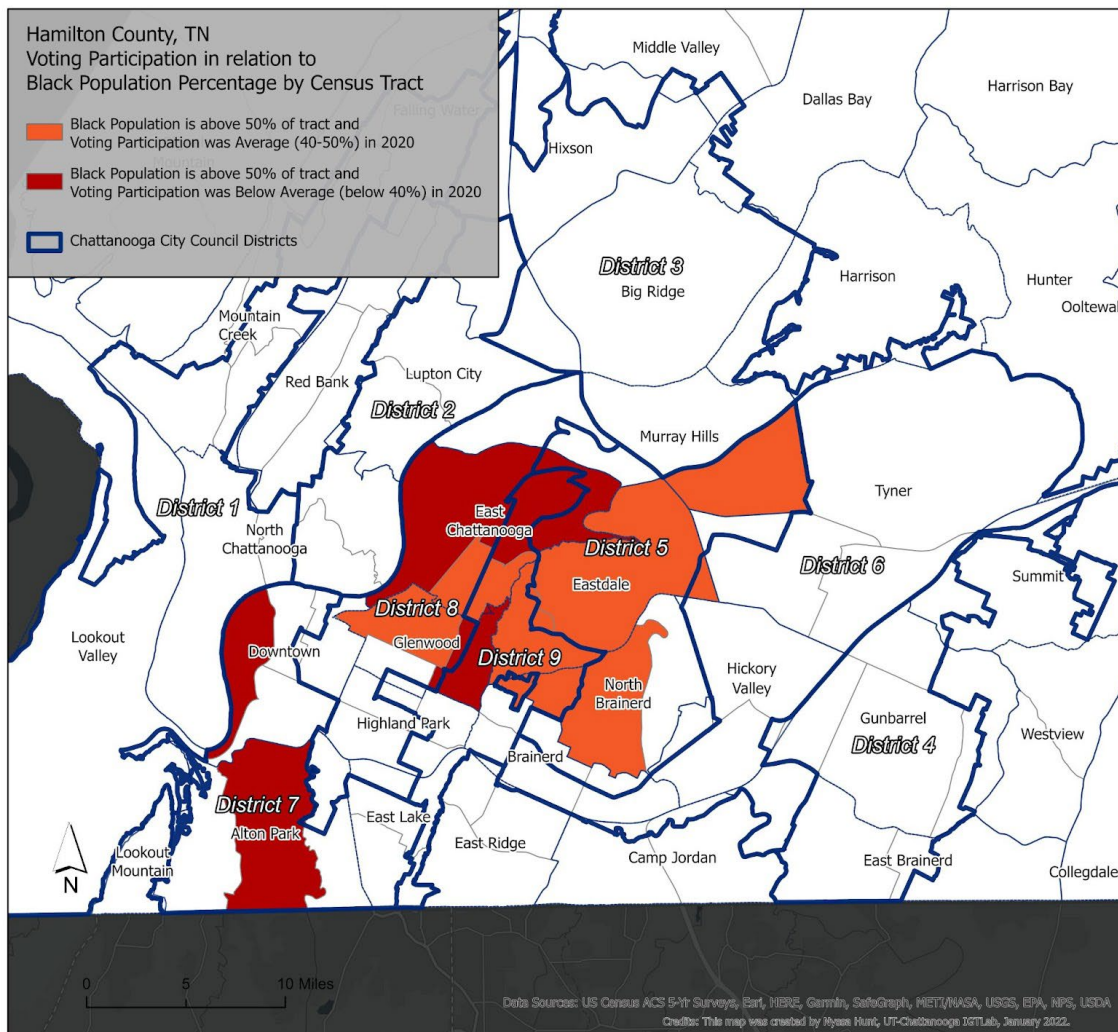 Hamilton County, TN
Voting Participation in relation to
Black Population Percentage by Census Tract
Black Population is above 50% of tract and
Voting Participation was Average (40-50%) in 2020
Black Population is above 50% of tract and
Voting Participation was Below Average (below 40%) in 2020
Chattanooga City Council Districts
Falling Water
Mountain
Middle Valley
Dallas Bay
Harrison Bay
Hixson
District 3
Big Ridge
Harrison
Hunter
Ooltewah
Mountain
Creek
Red Bank
Lupton City
District 2
Murray Hills
Tyner
District 1
North
Chattanooga
East
Chattanooga
District 5
Eastdale
District 6
Summit
District 8
Glenwood
Lookout
Valley
Downtown
District 9
North
Brainerd
Hickory
Valley
Highland Park
Brainerd
Gunbarrel
District 4
Westview
District 7
Alton Park
East Lake
East Ridge
Camp Jordan
East Brainerd
Collegdale
Lookout
Mountain
N
0 5 10 Miles
Data Sources: US Census ACS 5-Yr Surveys, Esri, HERE, Garmin, SafeGraph, METI/NASA, USGS, EPA, NPS, USDA
Credits: This map was created by Nyssa Hunt, UT-Chattanooga IGTLab, January 2022.